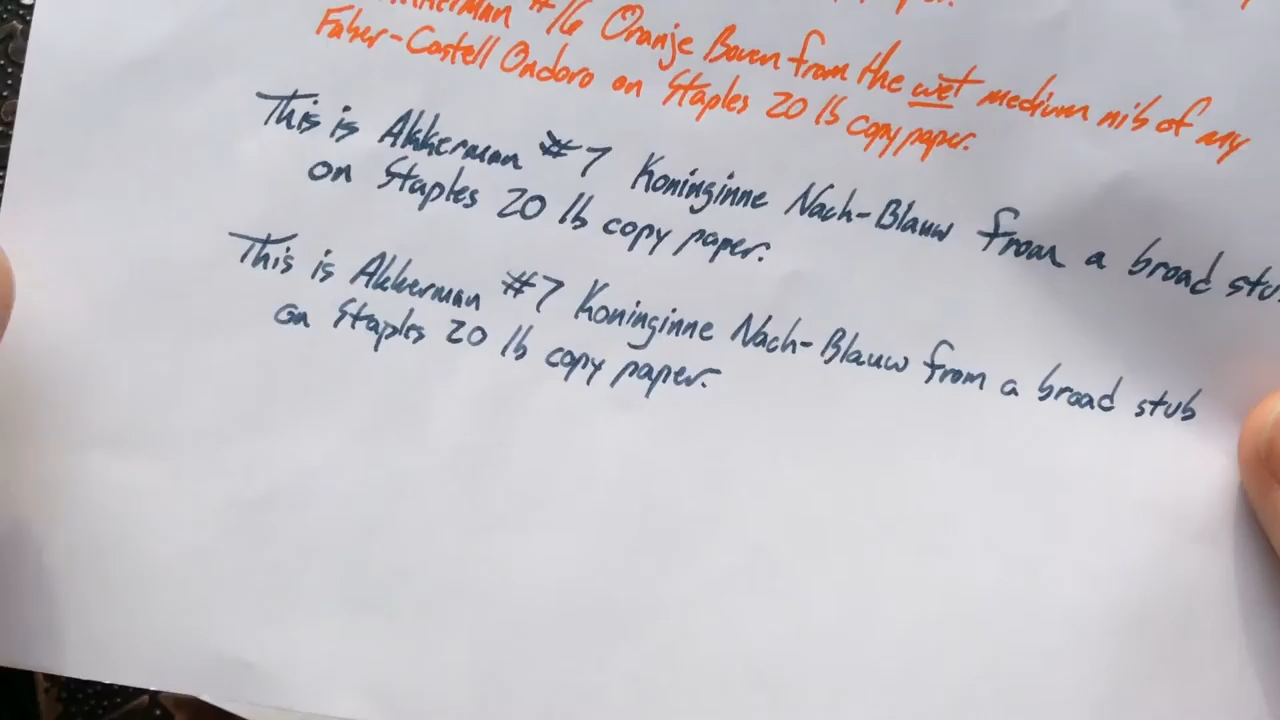 paper.
#16 Oranje Boven from the wet medium nib of my
Faber-Castell Ondoro on Staples 20 lb copy paper.
This is Akkerman #7 Koninginne Nach-Blauw from a broad
on Staples 20 lb copy paper.
This is Akkerman #7 Koninginne Nach-Blauw from a broad stub
on Staples 20 lb copy paper.